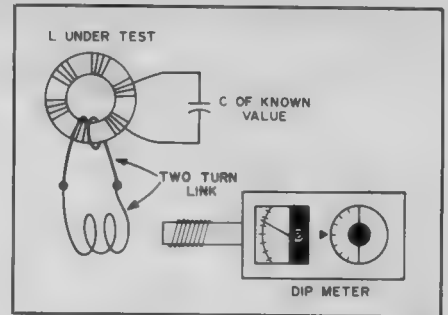 L UNDER TEST
C OF KNOWN
VALUE
TWO TURN
LINK
DIP METER